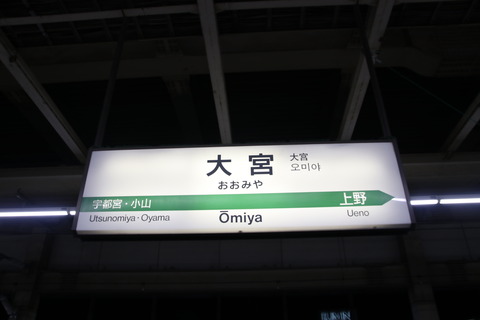 大宮
大宮
오미야
おおみや
宇都宮・小山
上野
Utsunomiya・Oyama
Ōmiya
Ueno